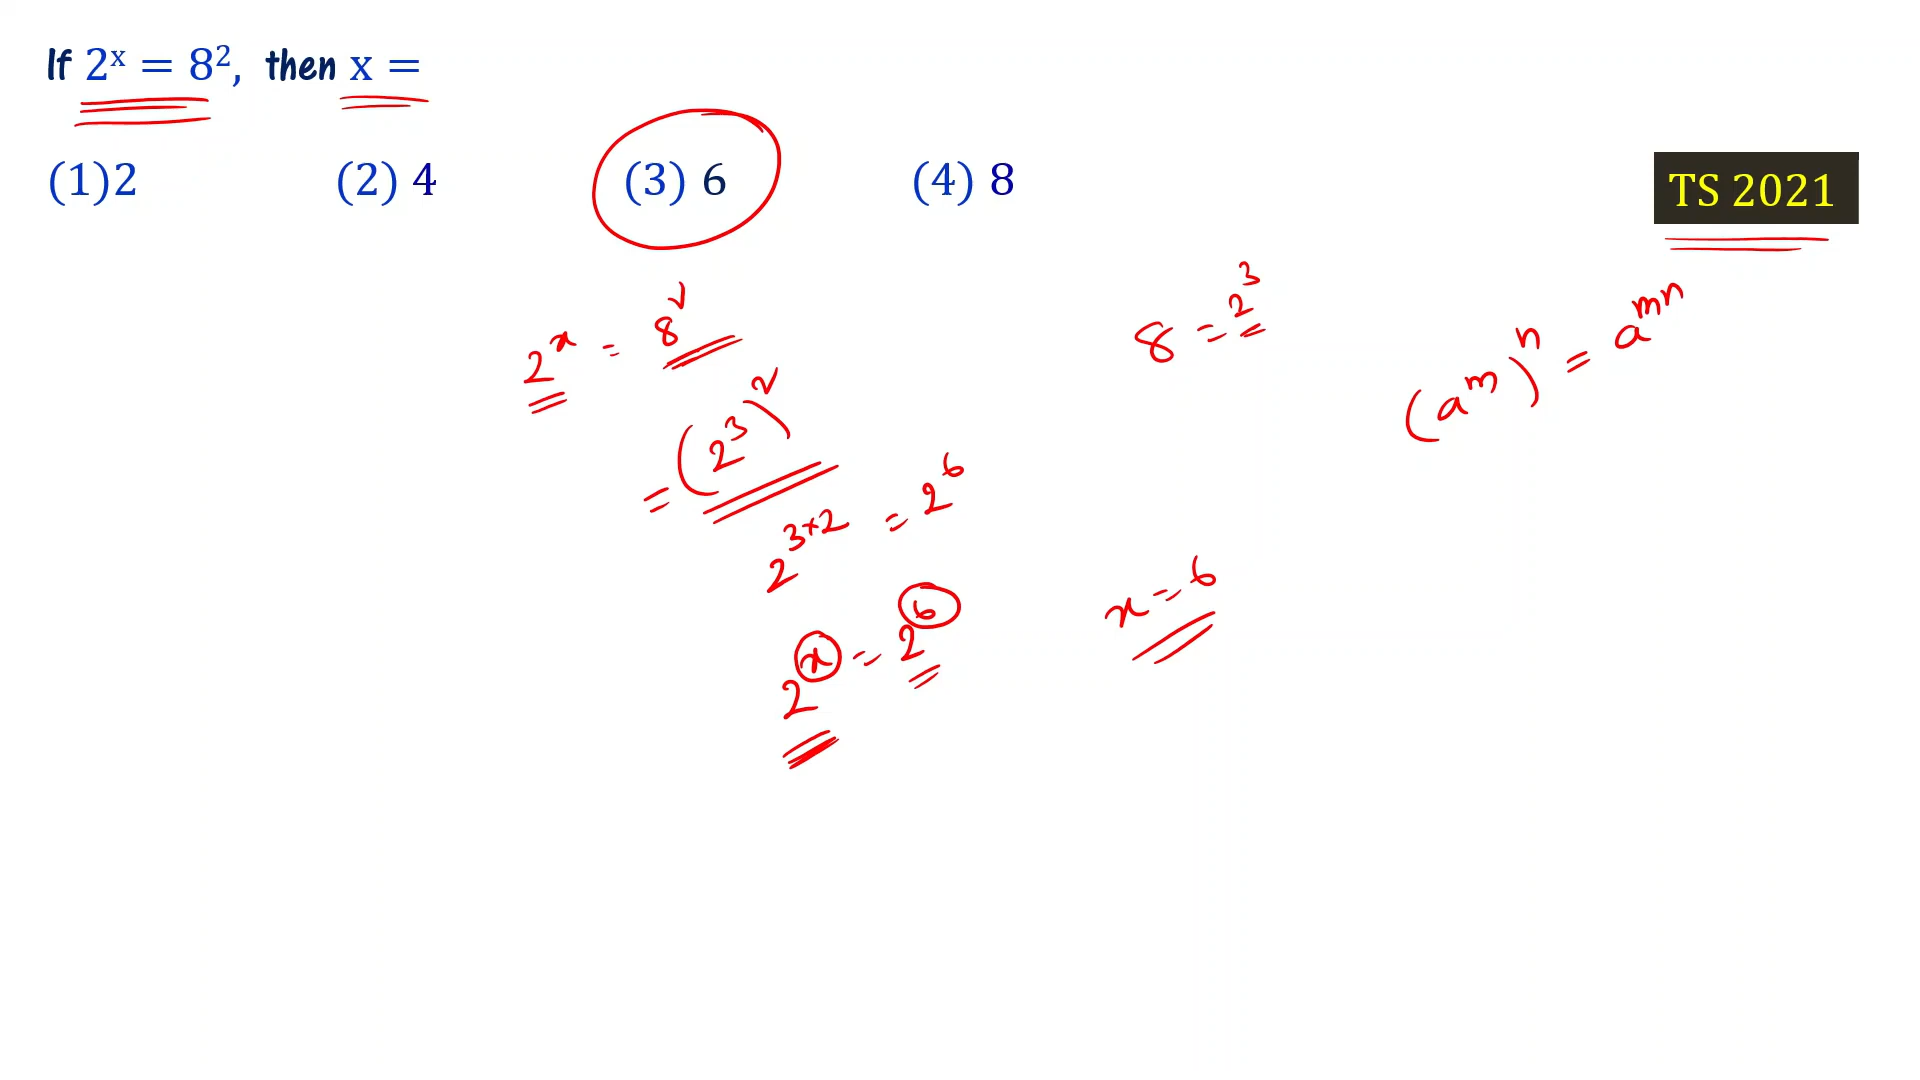 If 2ˣ = 8², then x =
(1)2 (2) 4 (3) 6 (4) 8
TS 2021
2ˣ = 8²
8 = 2³
(aᵐ)ⁿ = aᵐⁿ
= (2³)²
2³ˣ² = 2⁶
x = 6
2ˣ = 2⁶